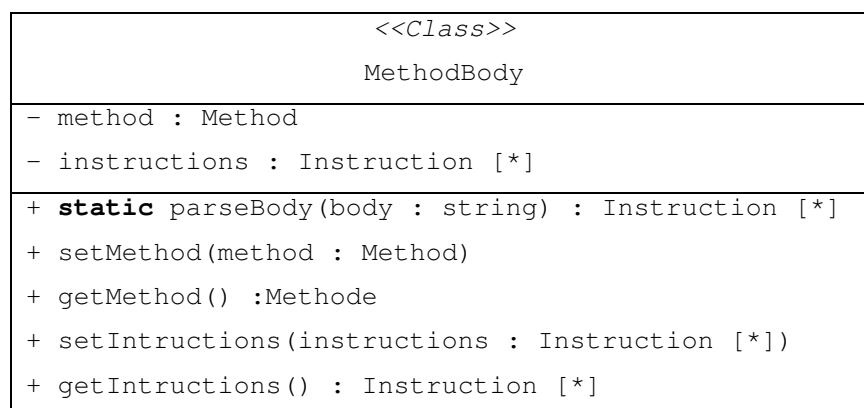 <<Class>>
MethodBody
- method : Method
- instructions : Instruction [*]
+ static parseBody(body : string) : Instruction [*]
+ setMethod(method : Method)
+ getMethod() :Methode
+ setIntructions(instructions : Instruction [*])
+ getIntructions() : Instruction [*]